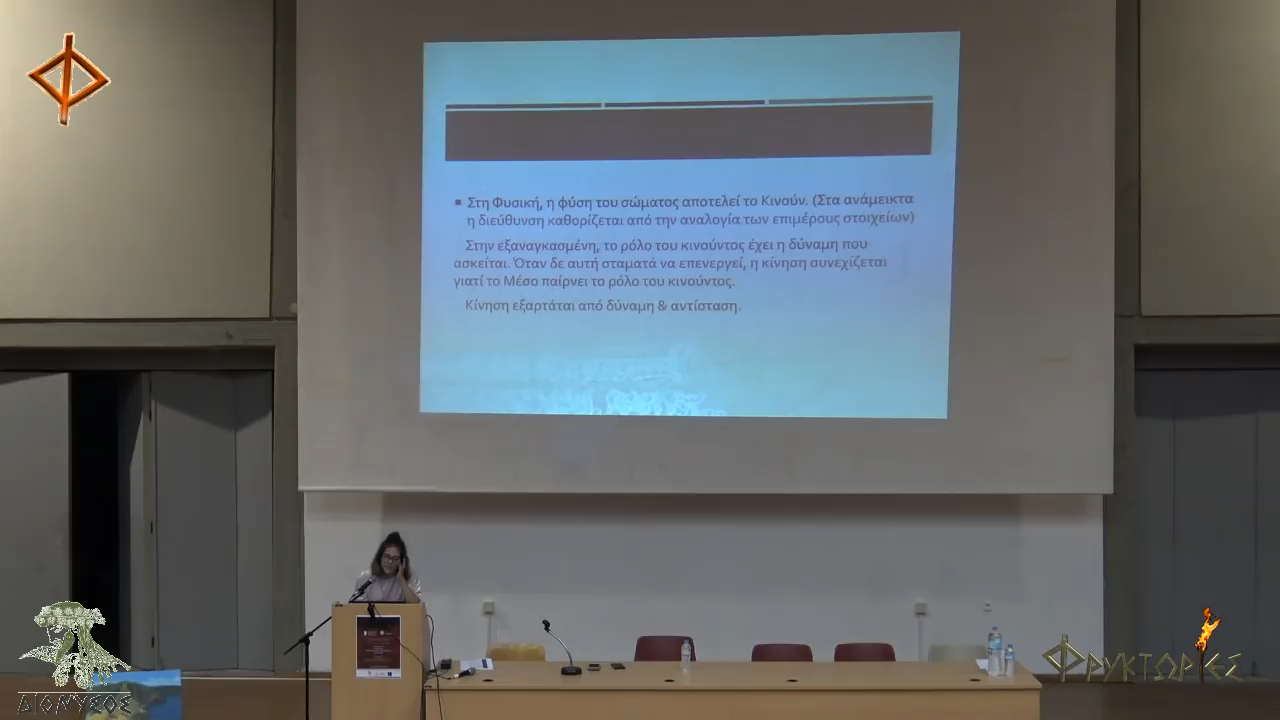 Φ
▪ Στη Φυσική, η φύση του σώματος αποτελεί το Κινούν. (Στα ανάμεικτα
η διεύθυνση καθορίζεται από την αναλογία των επιμέρους στοιχείων)
Στην εξαναγκασμένη, το ρόλο του κινούντος έχει η δύναμη που
ασκείται. Όταν δε αυτή σταματά να επενεργεί, η κίνηση συνεχίζεται
γιατί το Μέσο παίρνει το ρόλο του κινούντος.
Κίνηση εξαρτάται από δύναμη & αντίσταση.
ΔΙΟΝΥΣΟΣ
ΦΡΥΚΤΩΡΙΕΣ